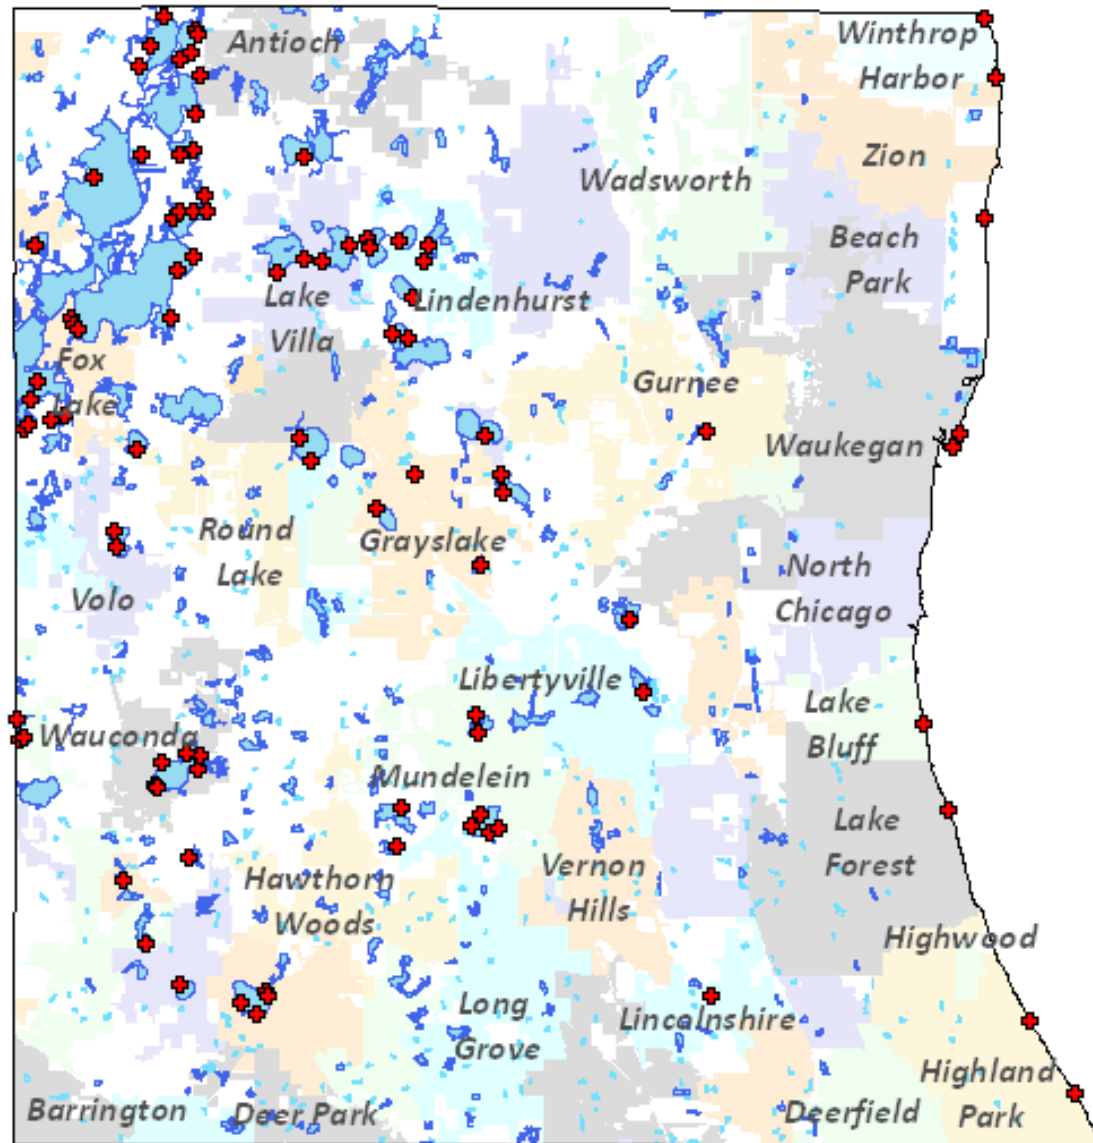 Antioch
Winthrop
Harbor
Zion
Wadsworth
Beach
Park
Lake
Villa
Lindenhurst
Fox
Lake
Gurnee
Waukegan
Round
Lake
Grayslake
Volo
North
Chicago
Libertyville
Lake
Bluff
Wauconda
Mundelein
Lake
Forest
Hawthorn
Woods
Vernon
Hills
Highwood
Long
Grove
Lincolnshire
Highland
Park
Barrington
Deer Park
Deerfield